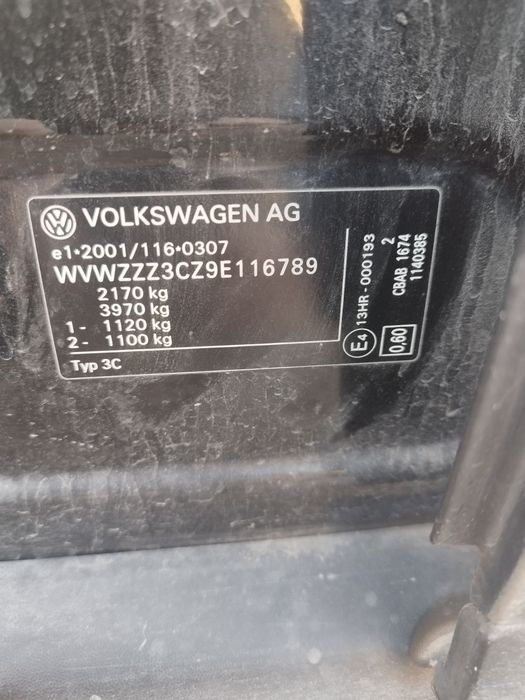 VOLKSWAGEN AG
e1*2001/116*0307
WVWZZZ3CZ9E116789
2170 kg
3970 kg
1- 1120 kg
2- 1100 kg
Typ 3C
E4 13HR-000193
2
CBAB 1674
1140385
0,60